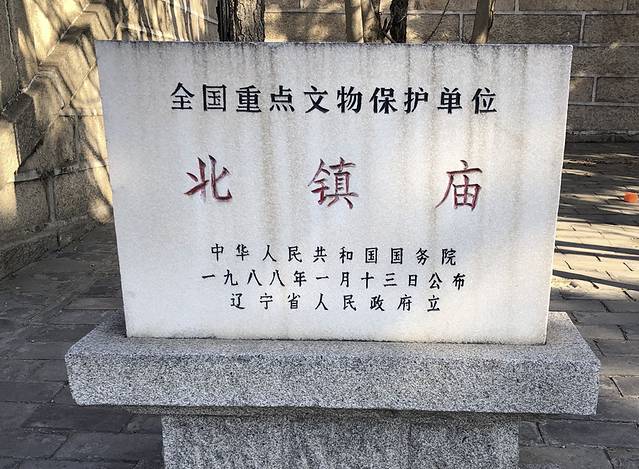 全国重点文物保护单位
北镇庙
中华人民共和国国务院
一九八八年一月十三日公布
辽宁省人民政府立